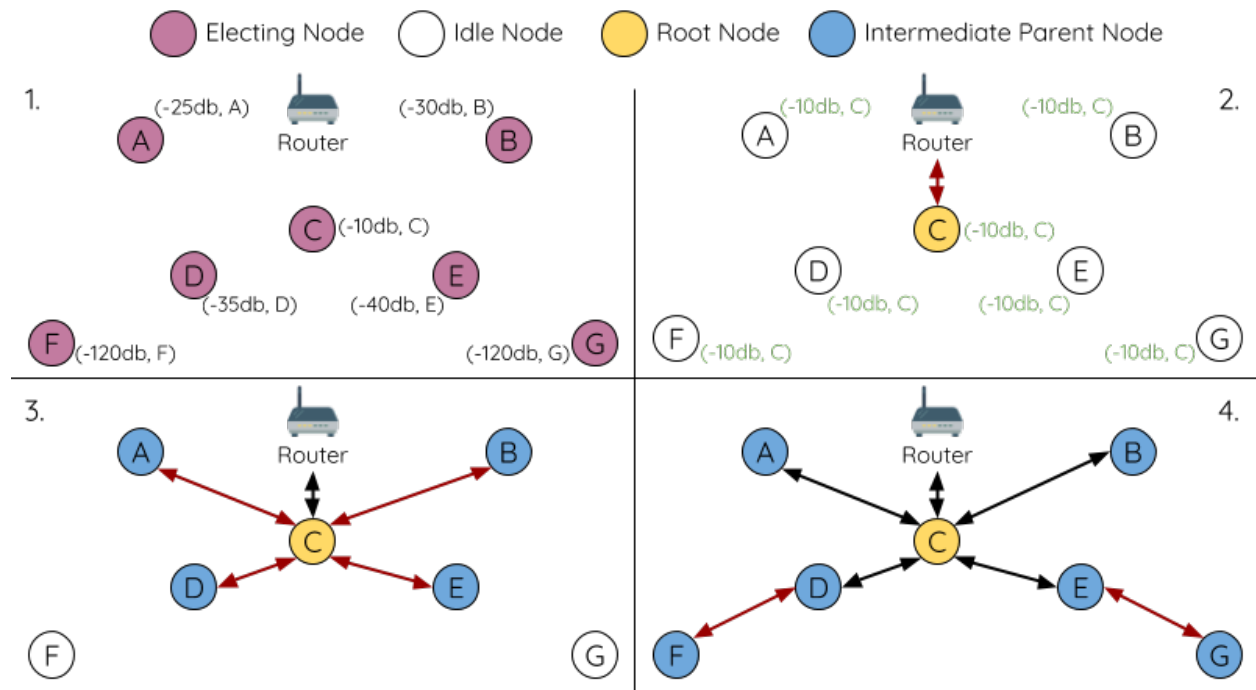 Electing Node
Idle Node
Root Node
Intermediate Parent Node
1.
(-25db, A)
(-30db, B)
A
B
Router
C
(-10db, C)
D
E
(-35db, D)
(-40db, E)
F
(-120db, F)
(-120db, G)
G
2.
(-10db, C)
(-10db, C)
A
B
Router
C
(-10db, C)
D
E
(-10db, C)
(-10db, C)
F
(-10db, C)
(-10db, C)
G
3.
A
B
Router
C
D
E
F
G
4.
A
B
Router
C
D
E
F
G